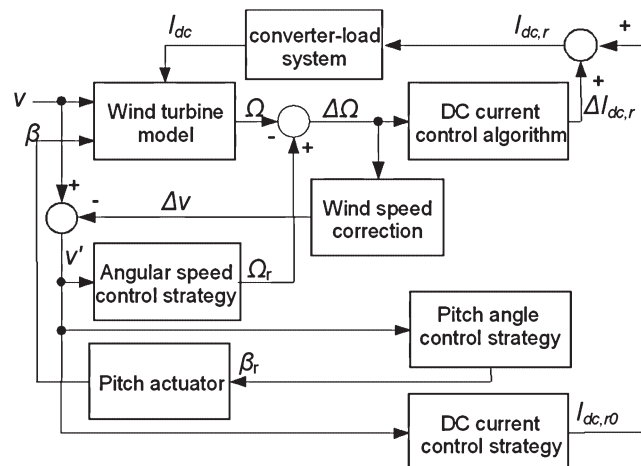 I_dc
converter-load
system
I_dc,r
+
v
Wind turbine
model
Ω
-
+
ΔΩ
DC current
control algorithm
+
ΔI_dc,r
β
+
-
Δv
Wind speed
correction
v'
Angular speed
control strategy
Ω_r
Pitch angle
control strategy
Pitch actuator
β_r
DC current
control strategy
I_dc,r0